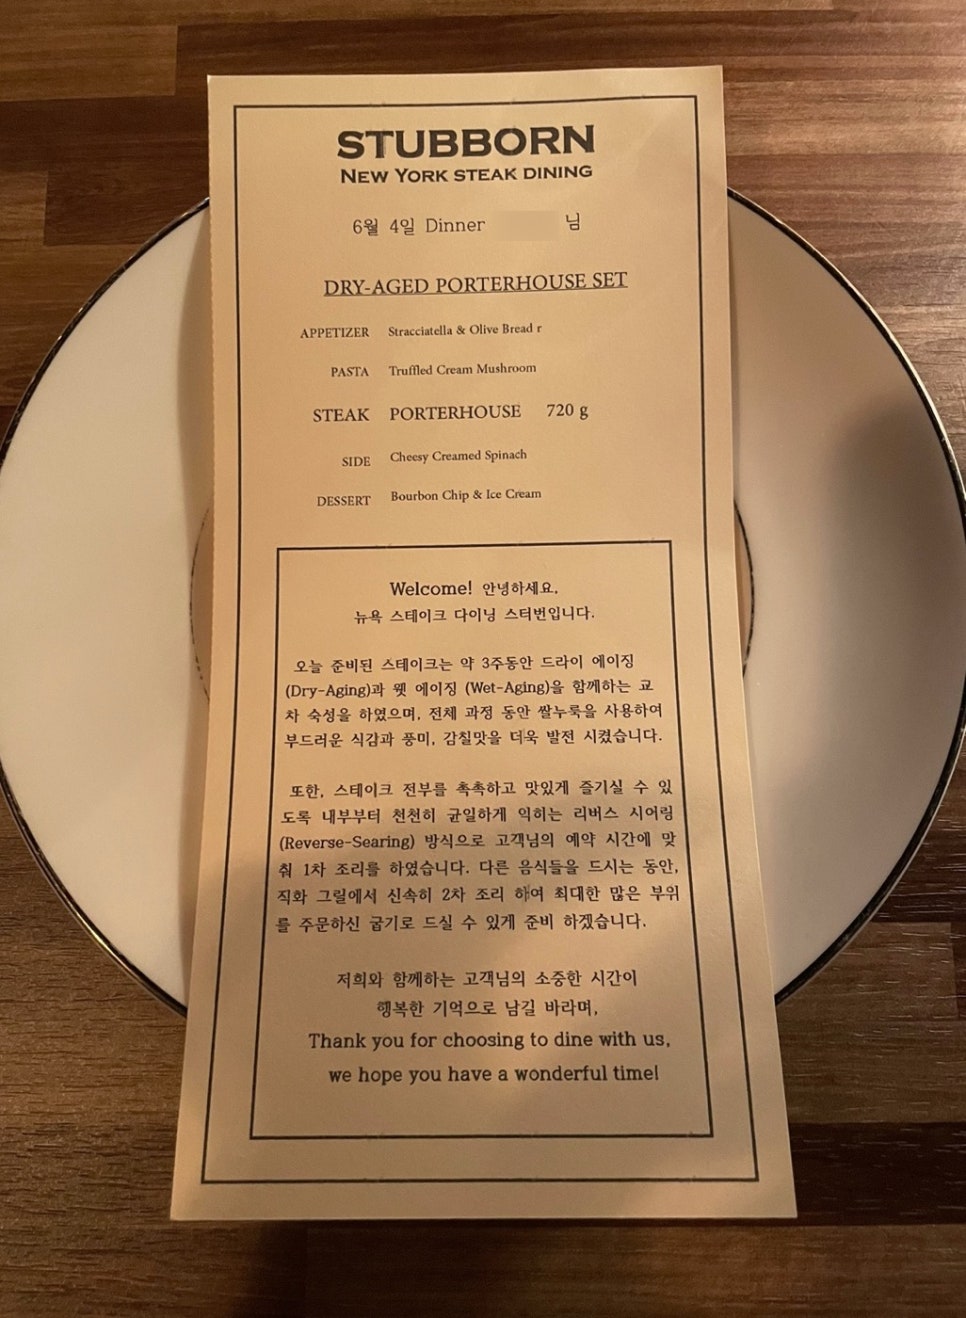 STUBBORN
NEW YORK STEAK DINING
6월 4일 Dinner 님
DRY-AGED PORTERHOUSE SET
APPETIZER Stracciatella & Olive Bread r
PASTA Truffled Cream Mushroom
STEAK PORTERHOUSE 720 g
SIDE Cheesy Creamed Spinach
DESSERT Bourbon Chip & Ice Cream
Welcome! 안녕하세요,
뉴욕 스테이크 다이닝 스터번입니다.
오늘 준비된 스테이크는 약 3주동안 드라이 에이징
(Dry-Aging)과 웻 에이징 (Wet-Aging)을 함께하는 교
차 숙성을 하였으며, 전체 과정 동안 쌀누룩을 사용하여
부드러운 식감과 풍미, 감칠맛을 더욱 발전 시켰습니다.
또한, 스테이크 전부를 촉촉하고 맛있게 즐기실 수 있
도록 내부부터 천천히 균일하게 익히는 리버스 시어링
(Reverse-Searing) 방식으로 고객님의 예약 시간에 맞
춰 1차 조리를 하였습니다. 다른 음식들을 드시는 동안,
직화 그릴에서 신속히 2차 조리 하여 최대한 많은 부위
를 주문하신 굽기로 드실 수 있게 준비 하겠습니다.
저희와 함께하는 고객님의 소중한 시간이
행복한 기억으로 남길 바라며,
Thank you for choosing to dine with us,
we hope you have a wonderful time!